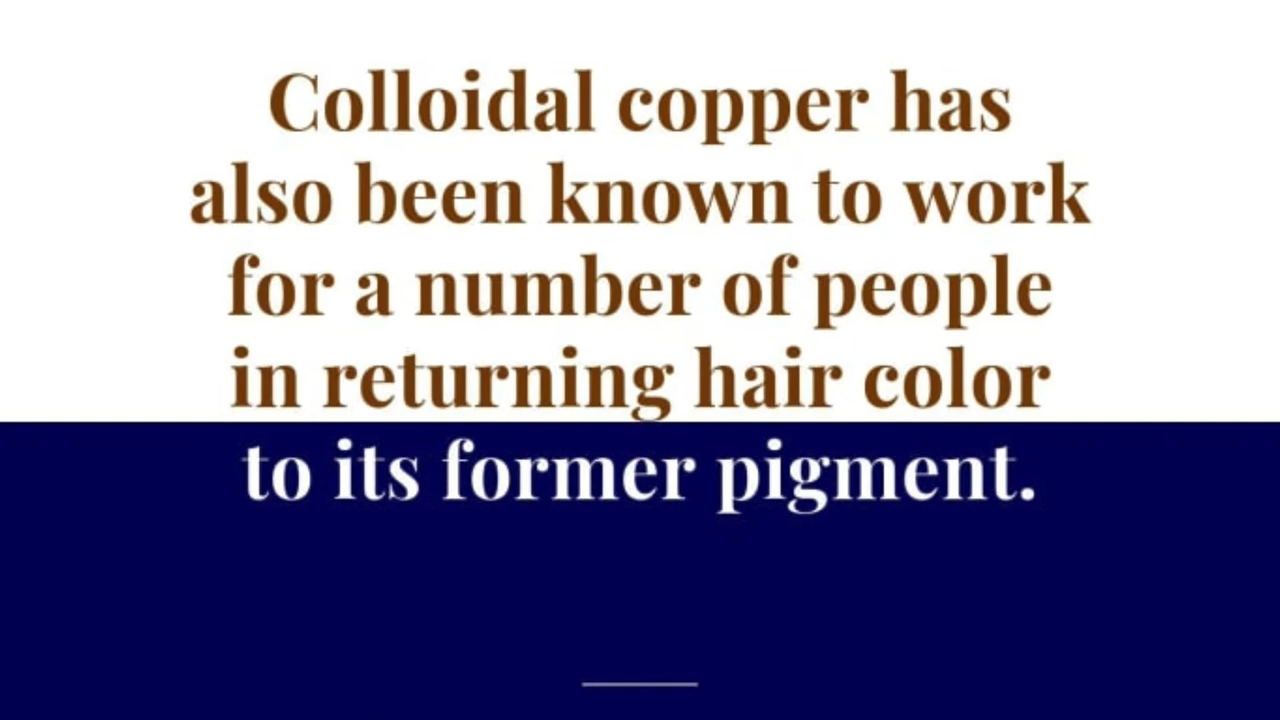 Colloidal copper has
also been known to work
for a number of people
in returning hair color
to its former pigment.